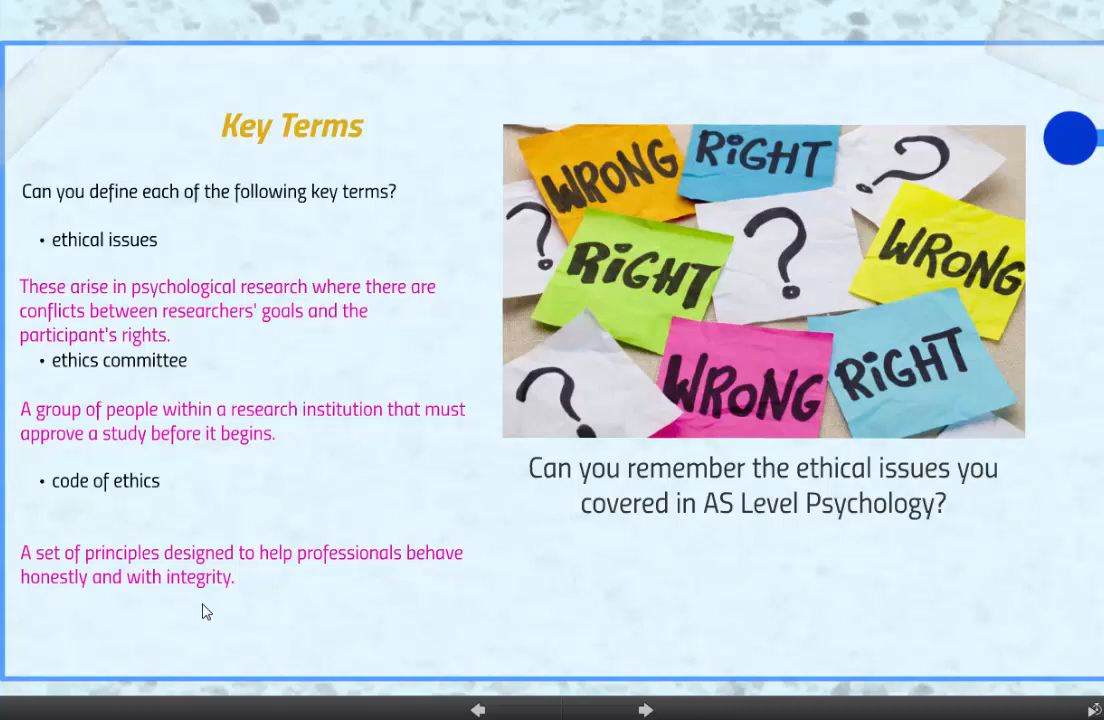 Key Terms
Can you define each of the following key terms?
• ethical issues
These arise in psychological research where there are
conflicts between researchers' goals and the
participant's rights.
• ethics committee
A group of people within a research institution that must
approve a study before it begins.
• code of ethics
A set of principles designed to help professionals behave
honestly and with integrity.
WRONG
RiGHT
?
?
RiGHT
?
WRONG
?
WRONG
RiGHT
Can you remember the ethical issues you
covered in AS Level Psychology?